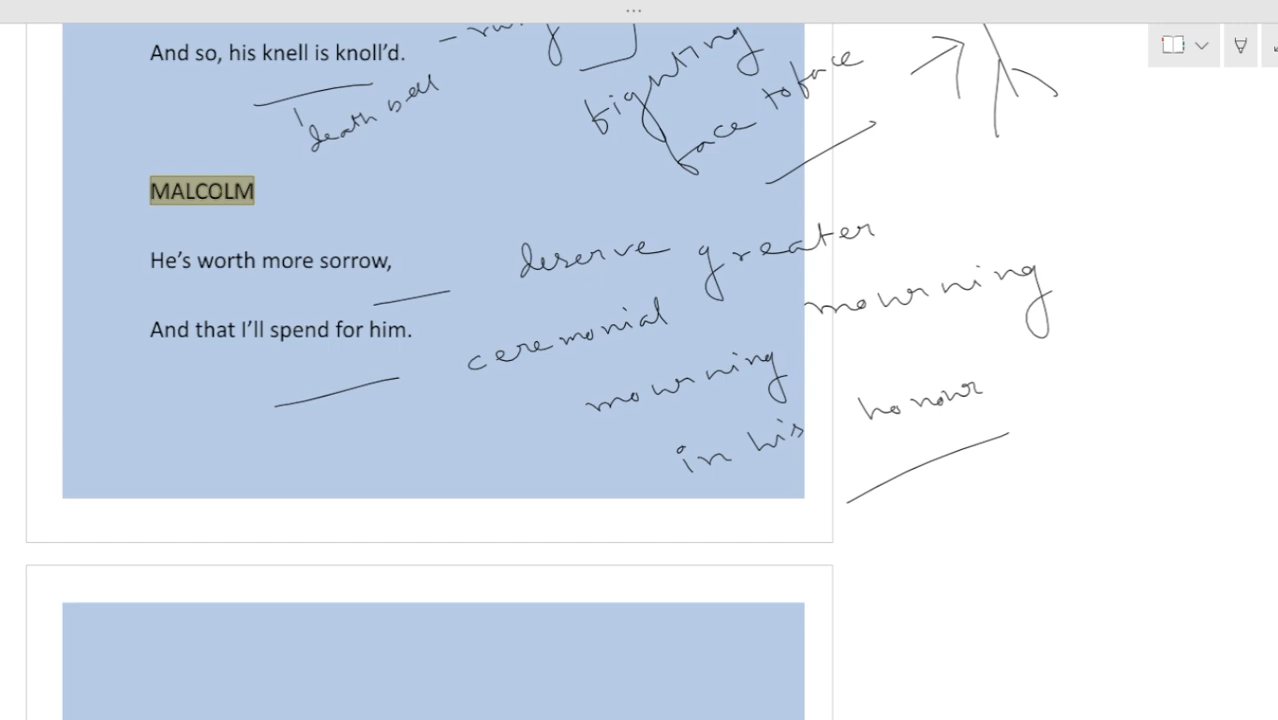 And so, his knell is knoll'd.
death bell
fighting
face to face
MALCOLM
He's worth more sorrow,
deserve greater
mourning
And that I'll spend for him.
ceremonial
mourning
in his honour